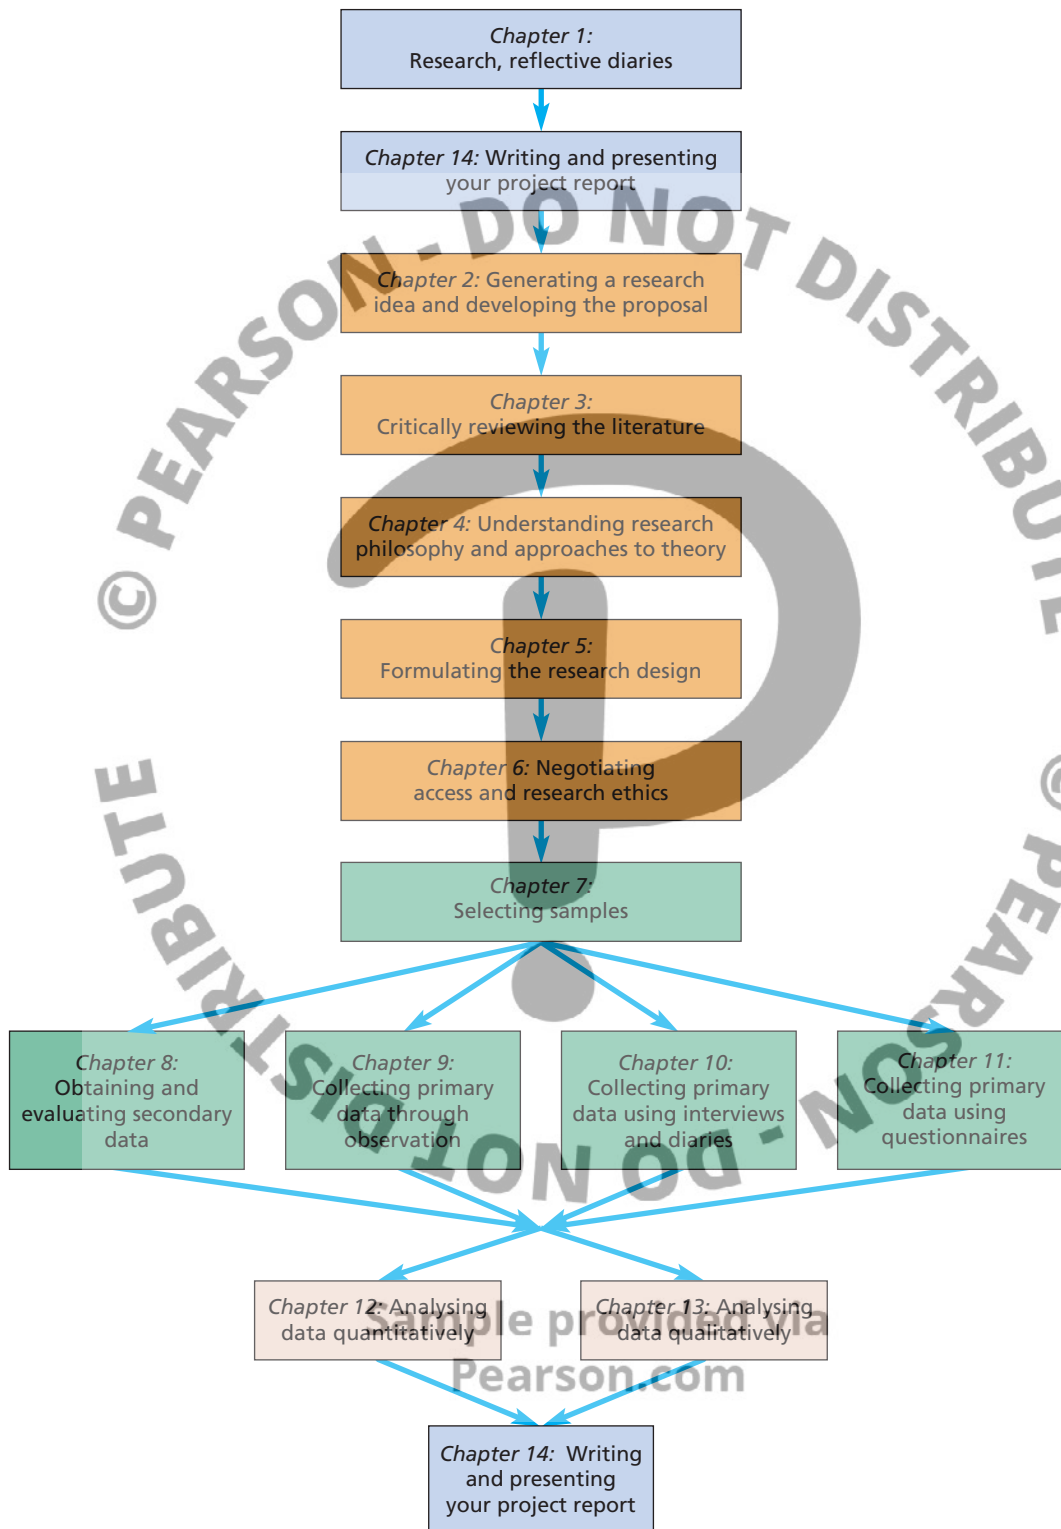 Chapter 1:
Research, reflective diaries
Chapter 14: Writing and presenting
your project report
Chapter 2: Generating a research
idea and developing the proposal
Chapter 3:
Critically reviewing the literature
Chapter 4: Understanding research
philosophy and approaches to theory
Chapter 5:
Formulating the research design
Chapter 6: Negotiating
access and research ethics
Chapter 7:
Selecting samples
Chapter 8:
Obtaining and
evaluating secondary
data
Chapter 9:
Collecting primary
data through
observation
Chapter 10:
Collecting primary
data using interviews
and diaries
Chapter 11:
Collecting primary
data using
questionnaires
Chapter 12: Analysing
data quantitatively
Chapter 13: Analysing
data qualitatively
Chapter 14: Writing
and presenting
your project report
© PEARSON - DO NOT DISTRIBUTE
© PEARSON - DO NOT DISTRIBUTE
Sample provided via
Pearson.com